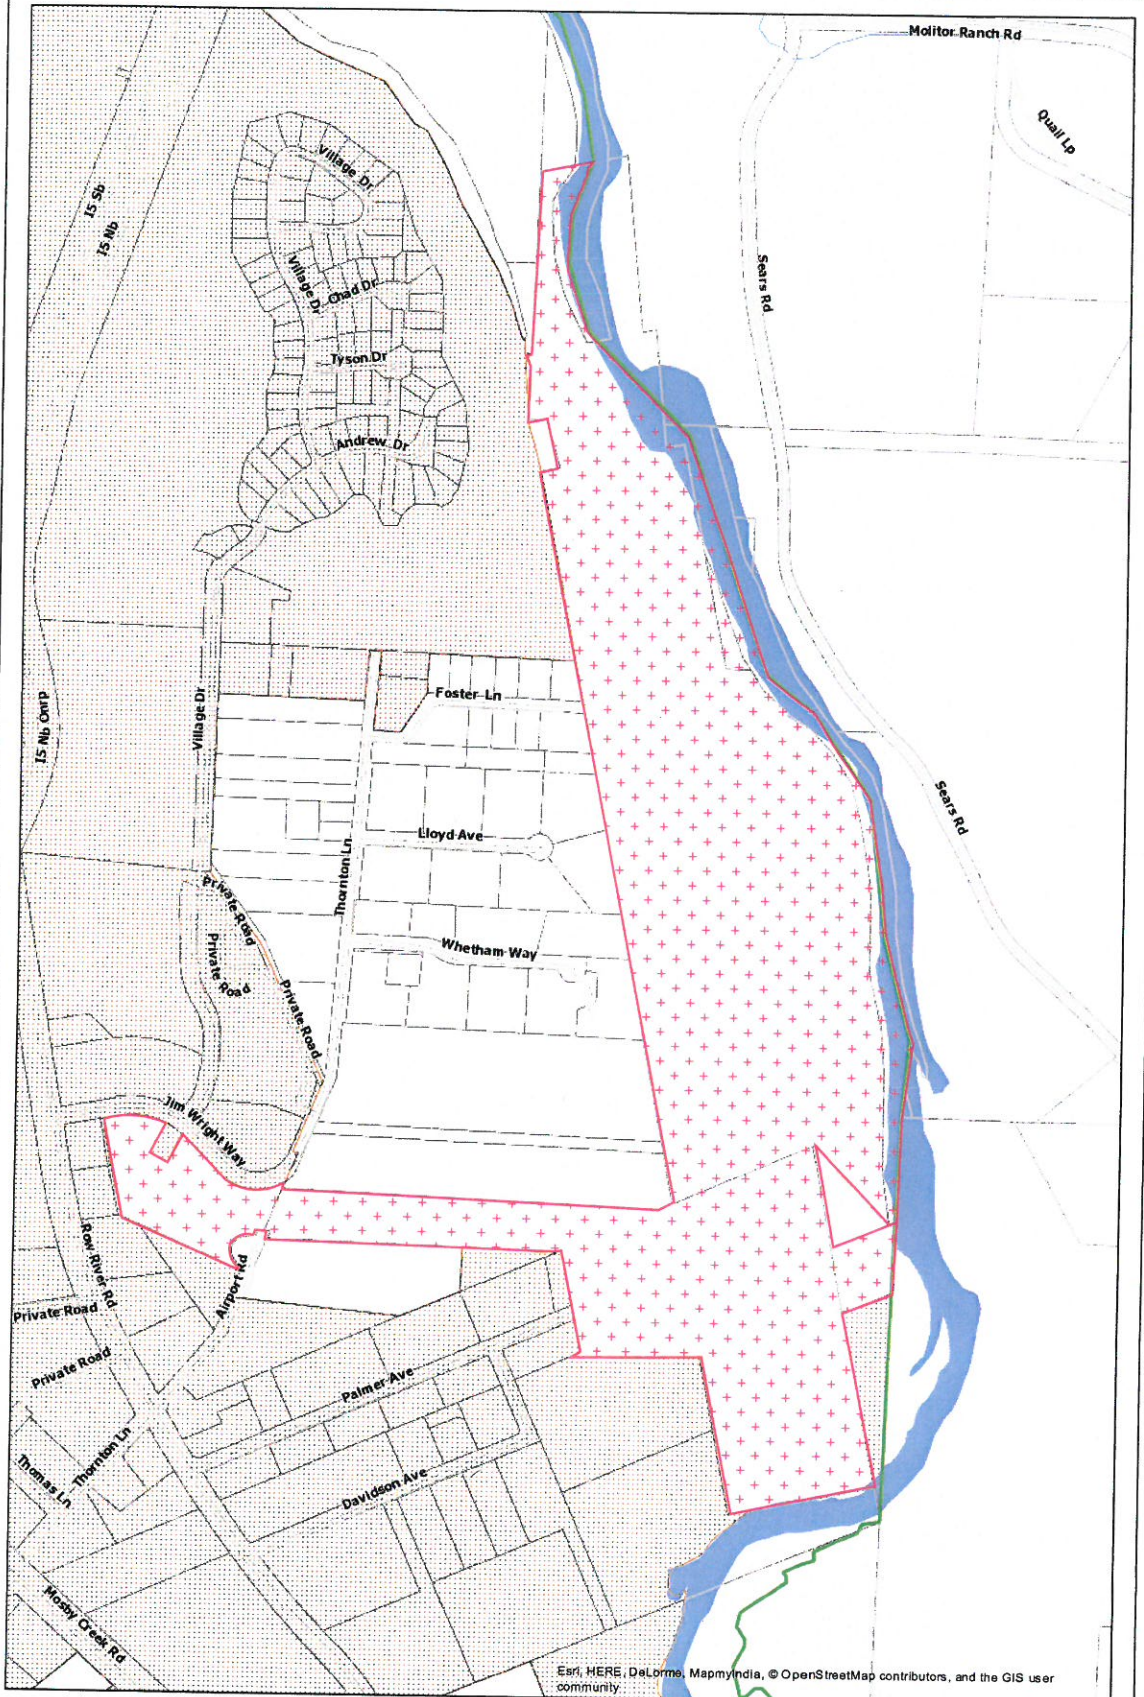 Molitor Ranch Rd
Quail Lp
Village Dr
I5 Sb
I5 Nb
Sears Rd
Village Dr
Chad Dr
Tyson Dr
Andrew Dr
Foster Ln
Village Dr
I5 Nb Onrp
Sears Rd
Lloyd Ave
Thornton Ln
Private Road
Whetham Way
Private Road
Private Road
Jim Wright Way
Row River Rd
Airport Rd
Private Road
Private Road
Palmer Ave
Thornton Ln
Thomas Ln
Davidson Ave
Mosby Creek Rd
Esri, HERE, DeLorme, MapmyIndia, © OpenStreetMap contributors, and the GIS user
community